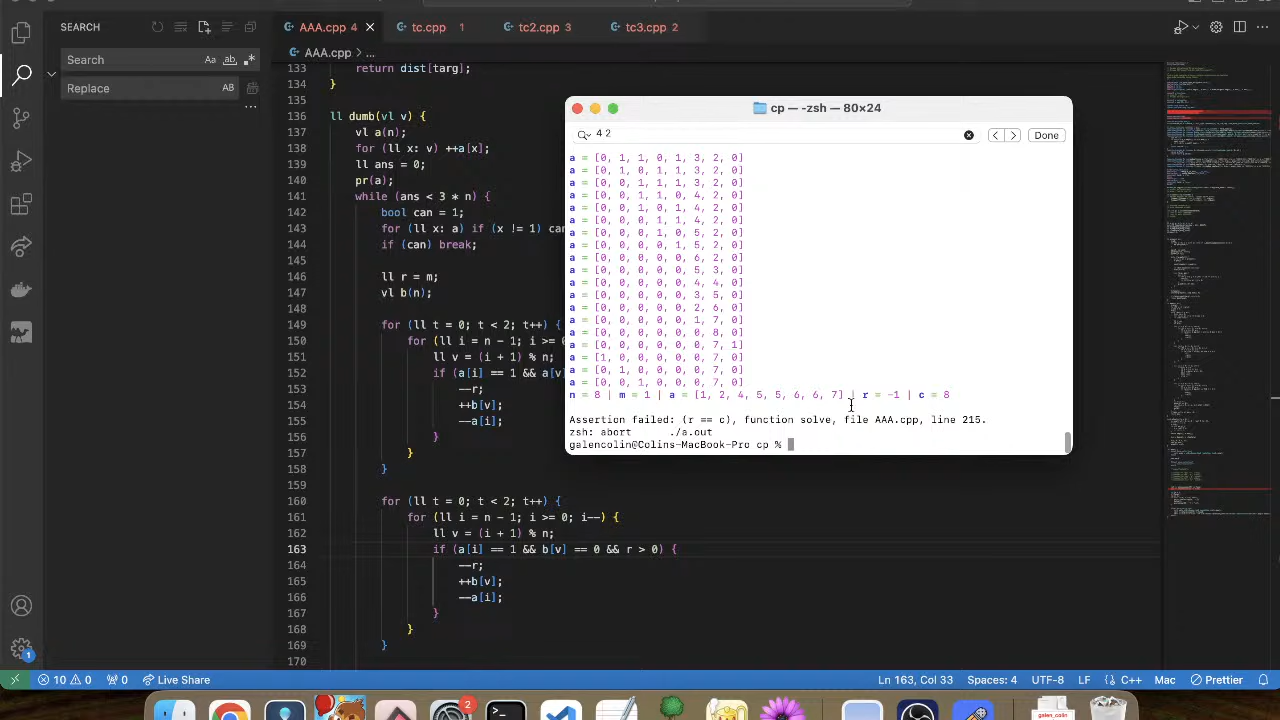 SEARCH
Search
Aa
ab
Replace
AB
...
AAA.cpp 4
tc.cpp 1
tc2.cpp 3
tc3.cpp 2
AAA.cpp > ...
133 return dist[targ];
134 }
135
136 ll dumb(vl v) {
137 vl a(n);
138 for (ll x: v) ++a[
139 ll ans = 0;
140 pr(a);
141 while (ans < 3 *
142 bool can = 1;
143 for (ll x: a) if (x != 1) can
144 if (can) break;
145
146 ll r = m;
147 vl b(n);
148
149 for (ll t = 0; t < 2; t++) {
150 for (ll i = n - 1; i >= 0
151 ll v = (i + 1) % n;
152 if (a[i] == 1 && a[v]
153 --r;
154 ++b[v];
155 --a[i];
156 }
157 }
158 }
159
160 for (ll t = 0; t < 2; t++) {
161 for (ll i = n - 1; i >= 0; i--) {
162 ll v = (i + 1) % n;
163 if (a[i] == 1 && b[v] == 0 && r > 0) {
164 --r;
165 ++b[v];
166 --a[i];
167 }
168 }
169 }
170
cp — -zsh — 80×24
4 2
Done
a = [0, 1, 1, 0, 1, 3, 2, 0]
a = [0, 1, 0, 1, 1, 3, 2, 0]
a = [0, 0, 1, 1, 1, 3, 2, 0]
a = [0, 0, 1, 1, 0, 4, 2, 0]
a = [0, 0, 1, 0, 1, 4, 2, 0]
a = [0, 0, 0, 1, 1, 4, 2, 0]
a = [0, 0, 0, 1, 0, 5, 2, 0]
a = [0, 0, 0, 0, 1, 5, 2, 0]
a = [0, 0, 0, 0, 0, 6, 2, 0]
a = [0, 0, 0, 0, 0, 5, 3, 0]
a = [0, 0, 0, 0, 0, 4, 4, 0]
a = [0, 0, 0, 0, 0, 3, 5, 0]
a = [0, 0, 0, 0, 0, 2, 6, 0]
a = [0, 0, 0, 0, 0, 1, 7, 0]
a = [0, 0, 0, 0, 0, 0, 8, 0]
a = [0, 0, 0, 0, 0, 0, 7, 1]
a = [1, 0, 0, 0, 0, 0, 7, 0]
a = [0, 1, 0, 0, 0, 0, 7, 0]
a = [0, 0, 1, 0, 0, 0, 7, 0]
n = 8 | m = 1 | a = [1, 2, 4, 5, 5, 6, 6, 7] | r = -1 | c = 8
Assertion failed: (r == c), function solve, file AAA.cpp, line 215.
zsh: abort ./a.out
galencolin@Colins-MacBook-Pro cp %
1
10 0
0
Live Share
Ln 163, Col 33
Spaces: 4
UTF-8
LF
{} C++
Mac
Prettier
2
galen_colin